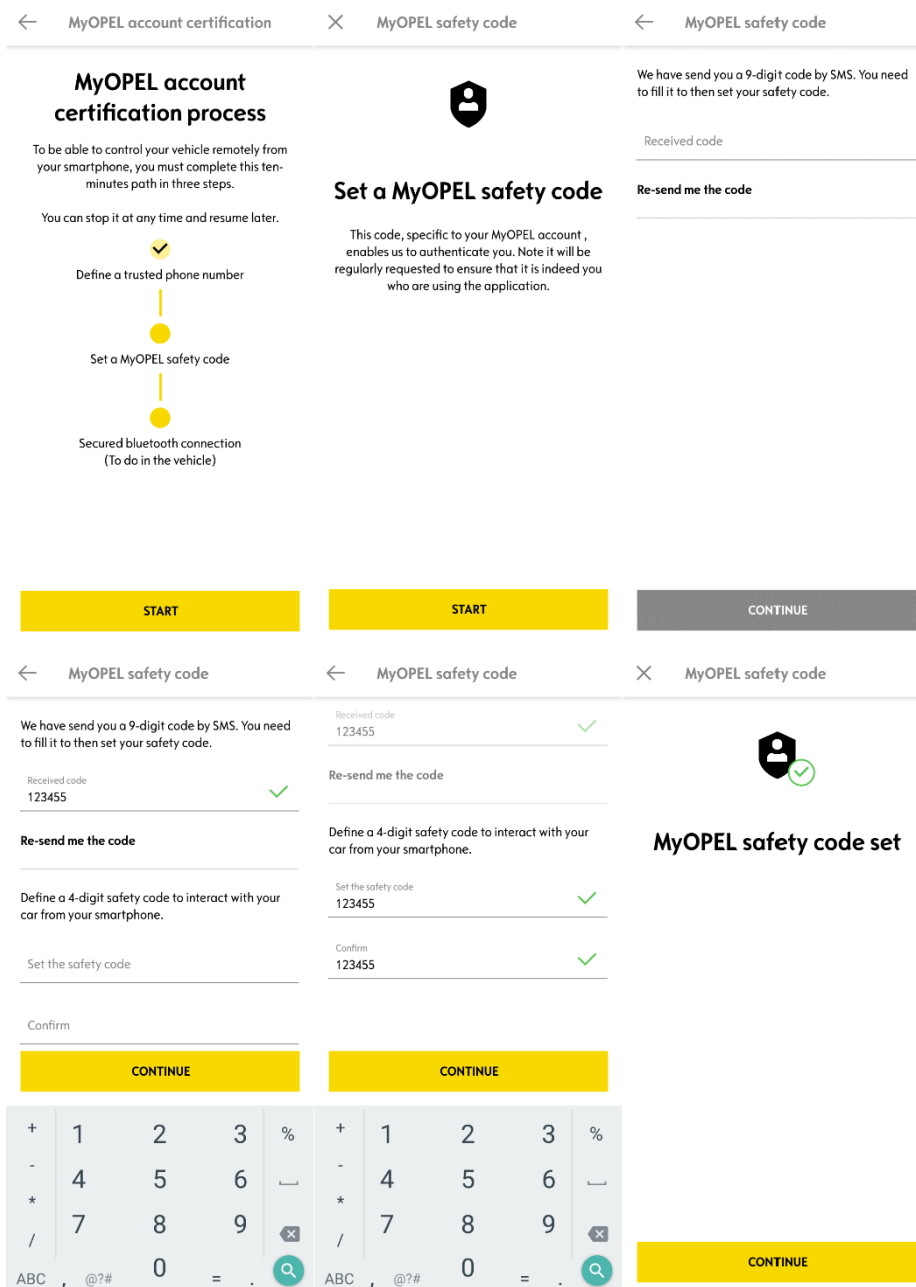 MyOPEL account certification
MyOPEL account
certification process
To be able to control your vehicle remotely from
your smartphone, you must complete this ten-
minutes path in three steps.
You can stop it at any time and resume later.
Define a trusted phone number
Set a MyOPEL safety code
Secured bluetooth connection
(To do in the vehicle)
START
MyOPEL safety code
Set a MyOPEL safety code
This code, specific to your MyOPEL account ,
enables us to authenticate you. Note it will be
regularly requested to ensure that it is indeed you
who are using the application.
START
MyOPEL safety code
We have send you a 9-digit code by SMS. You need
to fill it to then set your safety code.
Received code
Re-send me the code
CONTINUE
MyOPEL safety code
We have send you a 9-digit code by SMS. You need
to fill it to then set your safety code.
Received code
123455
Re-send me the code
Define a 4-digit safety code to interact with your
car from your smartphone.
Set the safety code
Confirm
CONTINUE
+ 1 2 3 %
- 4 5 6
* 7 8 9
/
ABC , @?# 0 = .
MyOPEL safety code
Received code
123455
Re-send me the code
Define a 4-digit safety code to interact with your
car from your smartphone.
Set the safety code
123455
Confirm
123455
CONTINUE
+ 1 2 3 %
- 4 5 6
* 7 8 9
/
ABC , @?# 0 = .
MyOPEL safety code
MyOPEL safety code set
CONTINUE